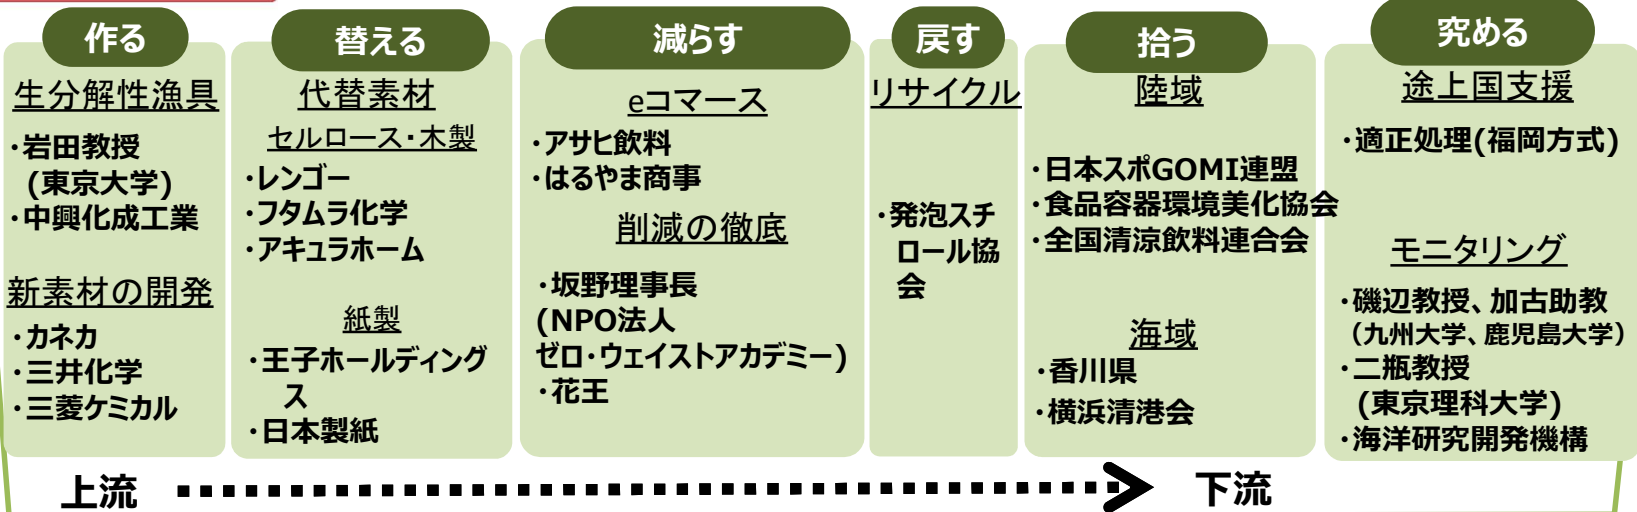 作る
生分解性漁具
・岩田教授
(東京大学)
・中興化成工業
新素材の開発
・カネカ
・三井化学
・三菱ケミカル
替える
代替素材
セルロース・木製
・レンゴー
・フタムラ化学
・アキュラホーム
紙製
・王子ホールディング
ス
・日本製紙
減らす
eコマース
・アサヒ飲料
・はるやま商事
削減の徹底
・坂野理事長
(NPO法人
ゼロ・ウェイストアカデミー)
・花王
戻す
リサイクル
・発泡スチ
ロール協
会
拾う
陸域
・日本スポGOMI連盟
・食品容器環境美化協会
・全国清涼飲料連合会
海域
・香川県
・横浜清港会
究める
途上国支援
・適正処理(福岡方式)
モニタリング
・磯辺教授、加古助教
（九州大学、鹿児島大学）
・二瓶教授
(東京理科大学)
・海洋研究開発機構
上流
下流